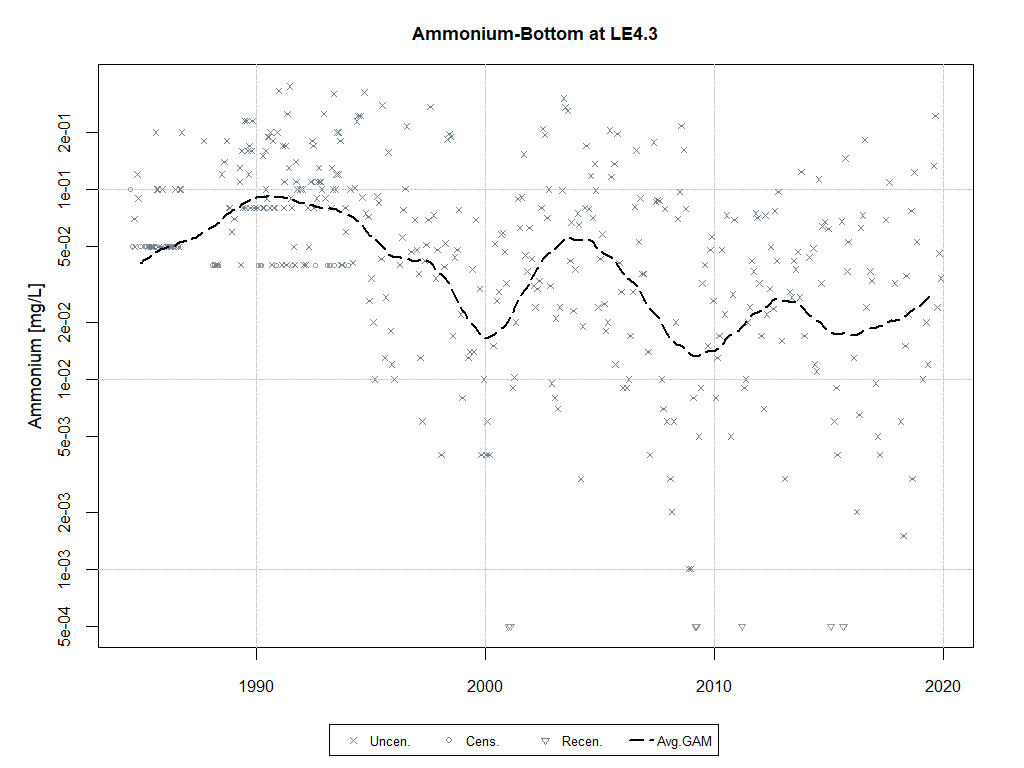 Ammonium-Bottom at LE4.3
Ammonium [mg/L]
2e-01
1e-01
5e-02
2e-02
1e-02
5e-03
2e-03
1e-03
5e-04
1990 2000 2010 2020
Uncen. Cens. Recen. Avg.GAM